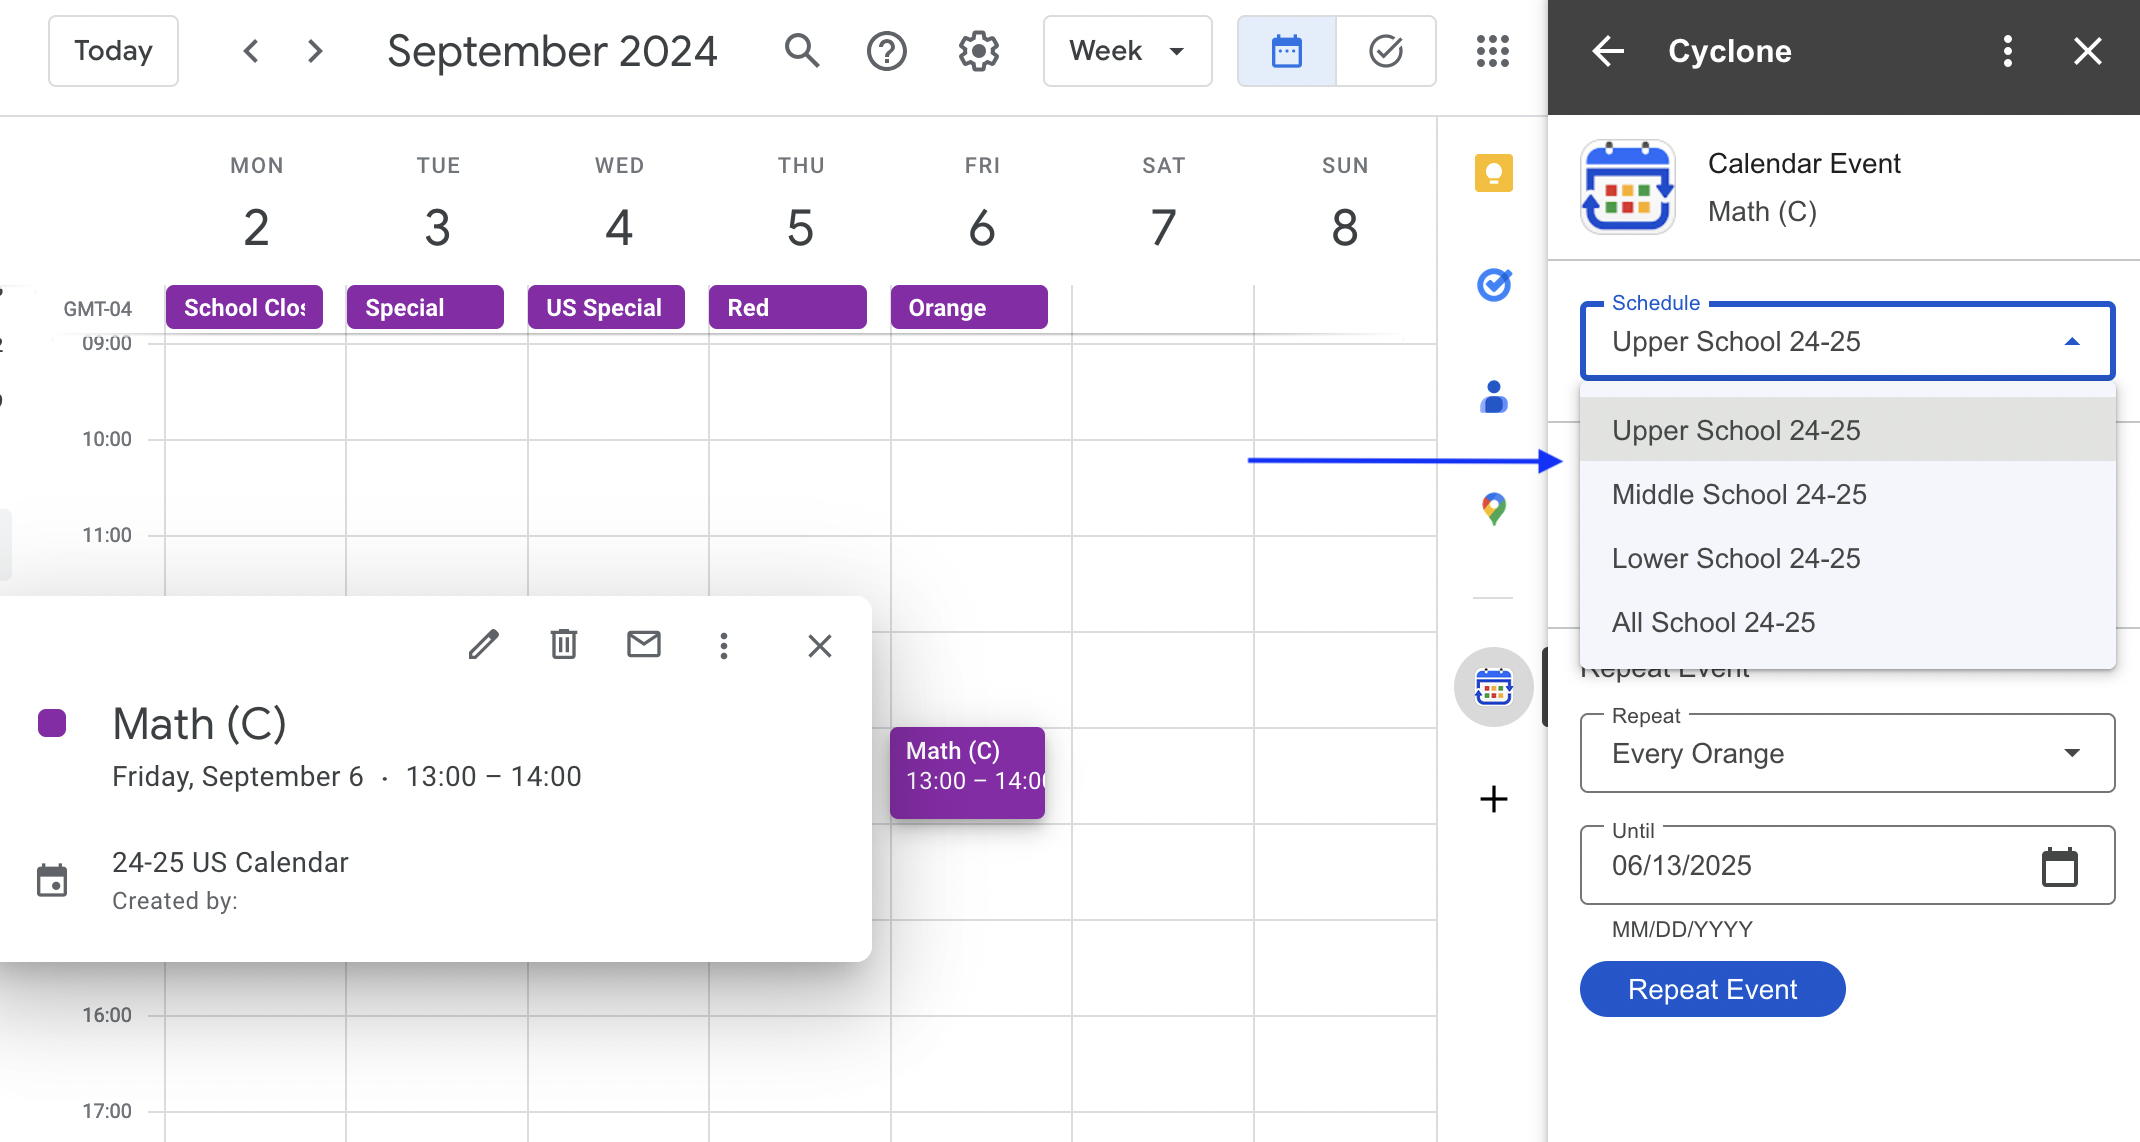 Today
September 2024
Week
MON
TUE
WED
THU
FRI
SAT
SUN
2
3
4
5
6
7
8
GMT-04
School Clos
Special
US Special
Red
Orange
09:00
10:00
11:00
Math (C)
Friday, September 6 · 13:00 – 14:00
24-25 US Calendar
Created by:
Math (C)
13:00 – 14:00
16:00
17:00
Cyclone
Calendar Event
Math (C)
Schedule
Upper School 24-25
Upper School 24-25
Middle School 24-25
Lower School 24-25
All School 24-25
Repeat Event
Repeat
Every Orange
Until
06/13/2025
MM/DD/YYYY
Repeat Event